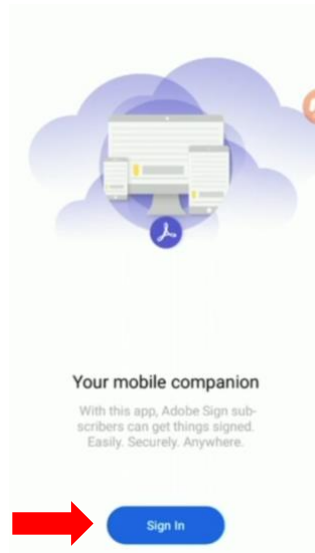 Your mobile companion
With this app, Adobe Sign sub-
scribers can get things signed.
Easily. Securely. Anywhere.
Sign In